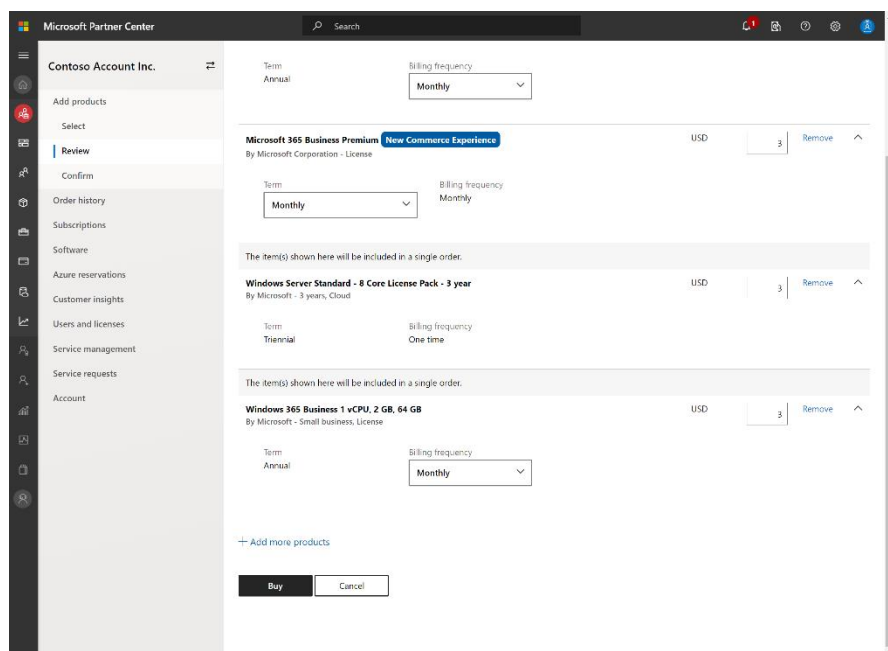 Microsoft Partner Center
Search
1
Contoso Account Inc.
Add products
Select
Review
Confirm
Order history
Subscriptions
Software
Azure reservations
Customer insights
Users and licenses
Service management
Service requests
Account
Term
Billing frequency
Annual
Monthly
Microsoft 365 Business Premium New Commerce Experience
USD
3
Remove
By Microsoft Corporation - License
Term
Billing frequency
Monthly
Monthly
The item(s) shown here will be included in a single order.
Windows Server Standard - 8 Core License Pack - 3 year
USD
3
Remove
By Microsoft - 3 years, Cloud
Term
Billing frequency
Triennial
One time
The item(s) shown here will be included in a single order.
Windows 365 Business 1 vCPU, 2 GB, 64 GB
USD
3
Remove
By Microsoft - Small business, License
Term
Billing frequency
Annual
Monthly
+ Add more products
Buy
Cancel